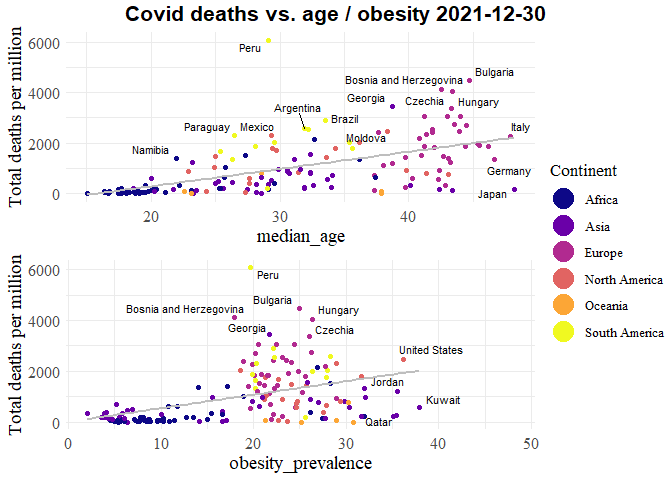 Covid deaths vs. age / obesity 2021-12-30
Total deaths per million
6000
4000
2000
0
Peru
Bulgaria
Bosnia and Herzegovina
Georgia
Czechia
Hungary
Argentina
Brazil
Paraguay
Mexico
Moldova
Italy
Namibia
Germany
Japan
20
30
40
median_age
Total deaths per million
6000
4000
2000
0
Peru
Bulgaria
Bosnia and Herzegovina
Hungary
Georgia
Czechia
United States
Jordan
Kuwait
Qatar
0
10
20
30
40
50
obesity_prevalence
Continent
Africa
Asia
Europe
North America
Oceania
South America